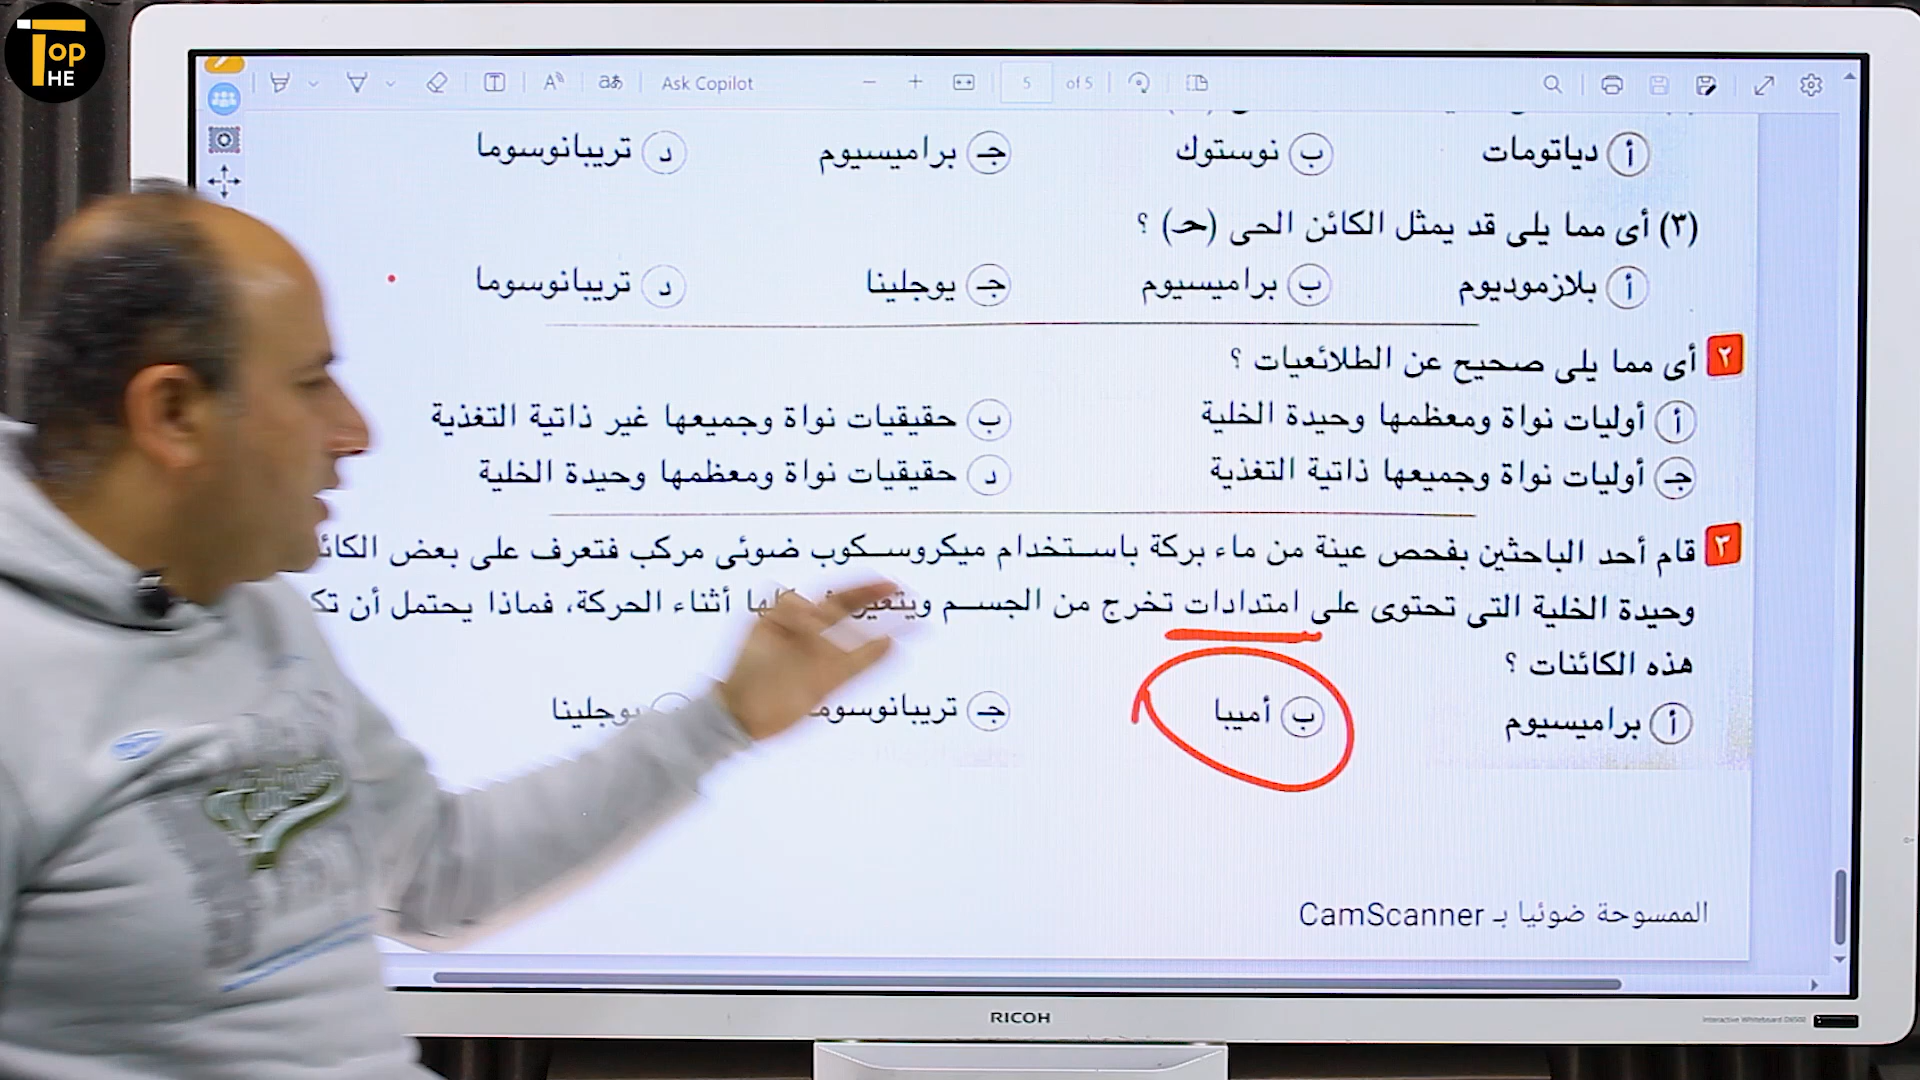 TOP
HE
Ask Copilot
5 of 5
أ دياتومات ب نوستوك جـ براميسيوم د تريبانوسوما
(٣) أى مما يلى قد يمثل الكائن الحى (حـ) ؟
أ بلازموديوم ب براميسيوم جـ يوجلينا د تريبانوسوما
٢ أى مما يلى صحيح عن الطلائعيات ؟
أ أوليات نواة ومعظمها وحيدة الخلية ب حقيقيات نواة وجميعها غير ذاتية التغذية
جـ أوليات نواة وجميعها ذاتية التغذية د حقيقيات نواة ومعظمها وحيدة الخلية
٣ قام أحد الباحثين بفحص عينة من ماء بركة باستخدام ميكروسكوب ضوئى مركب فتعرف على بعض
وحيدة الخلية التى تحتوى على امتدادات تخرج من الجسم ويتغير أثناء الحركة، فماذا يحتمل أن
هذه الكائنات ؟
أ براميسيوم ب أميبا جـ تريبانوسوما يوجلينا
الممسوحة ضوئيا بـ CamScanner
RICOH